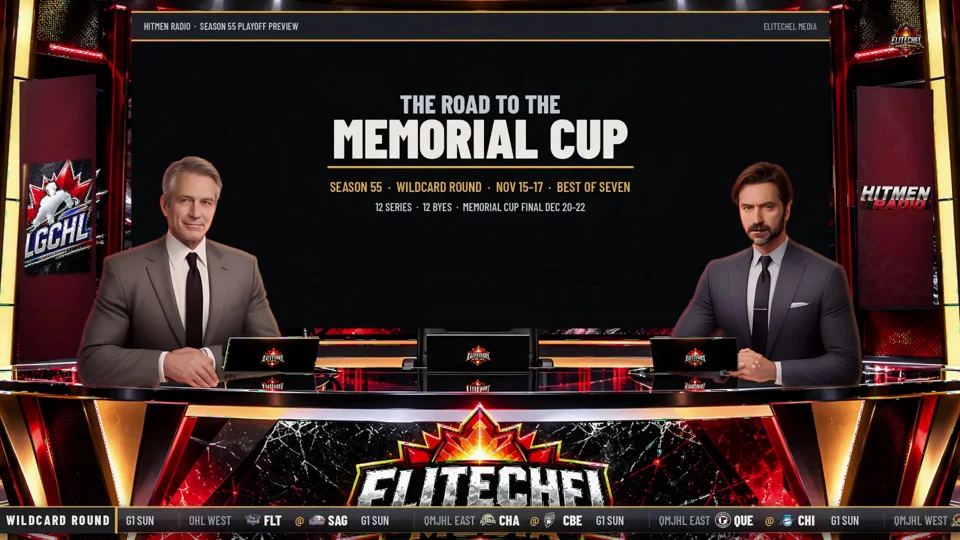 HITMEN RADIO · SEASON 55 PLAYOFF PREVIEW
ELITECHEL MEDIA
ELITECHEL
THE ROAD TO THE
MEMORIAL CUP
SEASON 55 · WILDCARD ROUND · NOV 15-17 · BEST OF SEVEN
12 SERIES · 12 BYES · MEMORIAL CUP FINAL DEC 20-22
LGCHL
HITMEN
RADIO
ELITECHEL
WILDCARD ROUND
G1 SUN
OHL WEST FLT @ SAG G1 SUN
QMJHL EAST CHA @ CBE G1 SUN
QMJHL EAST QUE @ CHI G1 SUN
QMJHL WEST